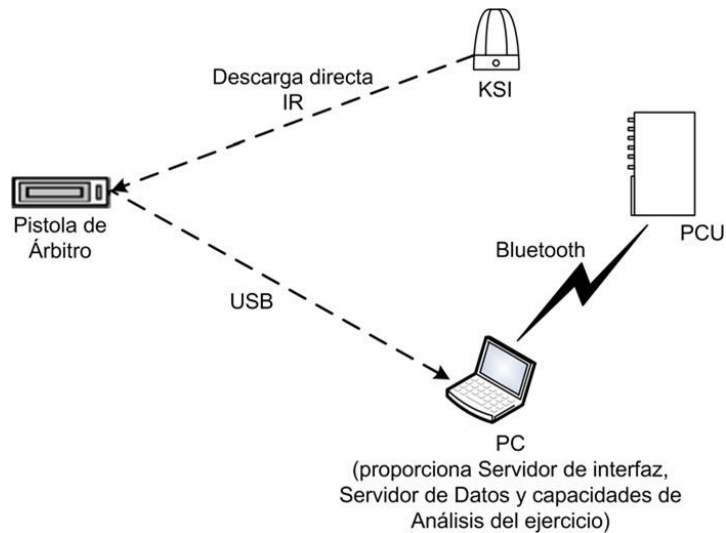 KSI
Descarga directa
IR
Pistola de
Árbitro
PCU
Bluetooth
USB
PC
(proporciona Servidor de interfaz,
Servidor de Datos y capacidades de
Análisis del ejercicio)